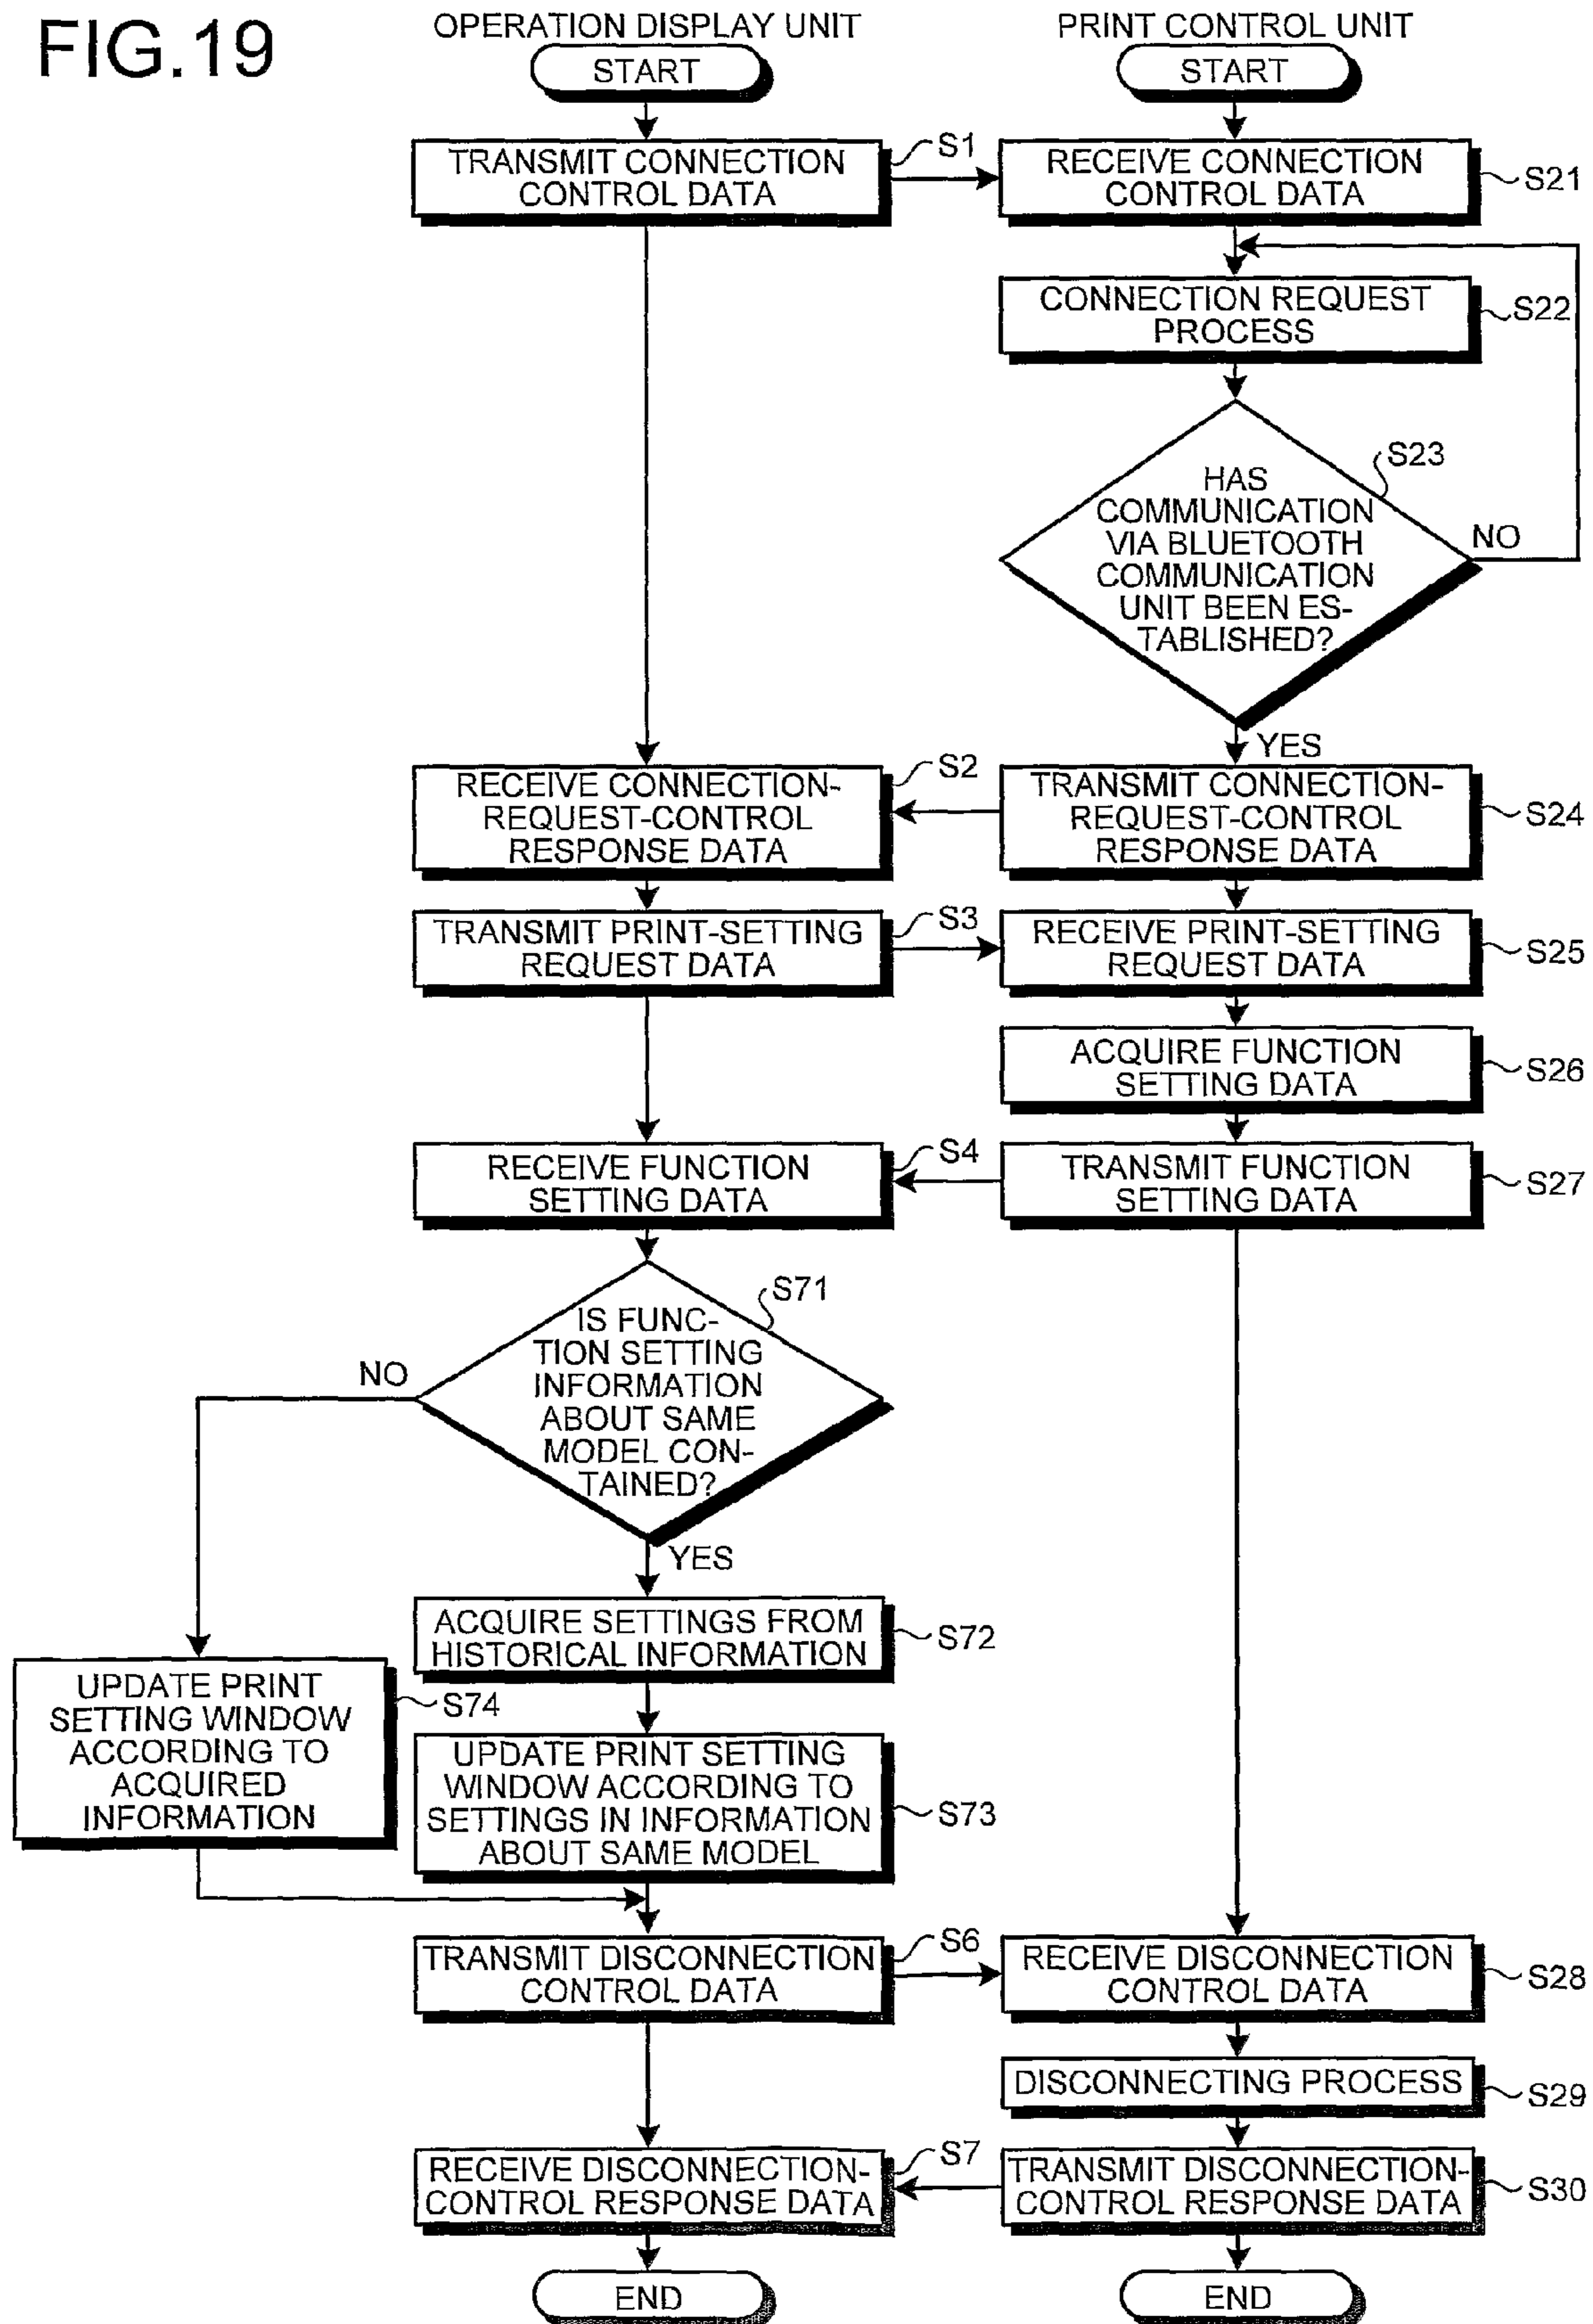 FIG.19
OPERATION DISPLAY UNIT
PRINT CONTROL UNIT
START
START
TRANSMIT CONNECTION
CONTROL DATA
S1
RECEIVE CONNECTION
CONTROL DATA
S21
CONNECTION REQUEST
PROCESS
S22
HAS
COMMUNICATION
VIA BLUETOOTH
COMMUNICATION
UNIT BEEN ES-
TABLISHED?
S23
NO
YES
RECEIVE CONNECTION-
REQUEST-CONTROL
RESPONSE DATA
S2
TRANSMIT CONNECTION-
REQUEST-CONTROL
RESPONSE DATA
S24
TRANSMIT PRINT-SETTING
REQUEST DATA
S3
RECEIVE PRINT-SETTING
REQUEST DATA
S25
ACQUIRE FUNCTION
SETTING DATA
S26
RECEIVE FUNCTION
SETTING DATA
S4
TRANSMIT FUNCTION
SETTING DATA
S27
IS FUNC-
TION SETTING
INFORMATION
ABOUT SAME
MODEL CON-
TAINED?
S71
NO
YES
ACQUIRE SETTINGS FROM
HISTORICAL INFORMATION
S72
UPDATE PRINT
SETTING WINDOW
ACCORDING TO
ACQUIRED
INFORMATION
S74
UPDATE PRINT SETTING
WINDOW ACCORDING TO
SETTINGS IN INFORMATION
ABOUT SAME MODEL
S73
TRANSMIT DISCONNECTION
CONTROL DATA
S6
RECEIVE DISCONNECTION
CONTROL DATA
S28
DISCONNECTING PROCESS
S29
RECEIVE DISCONNECTION-
CONTROL RESPONSE DATA
S7
TRANSMIT DISCONNECTION-
CONTROL RESPONSE DATA
S30
END
END